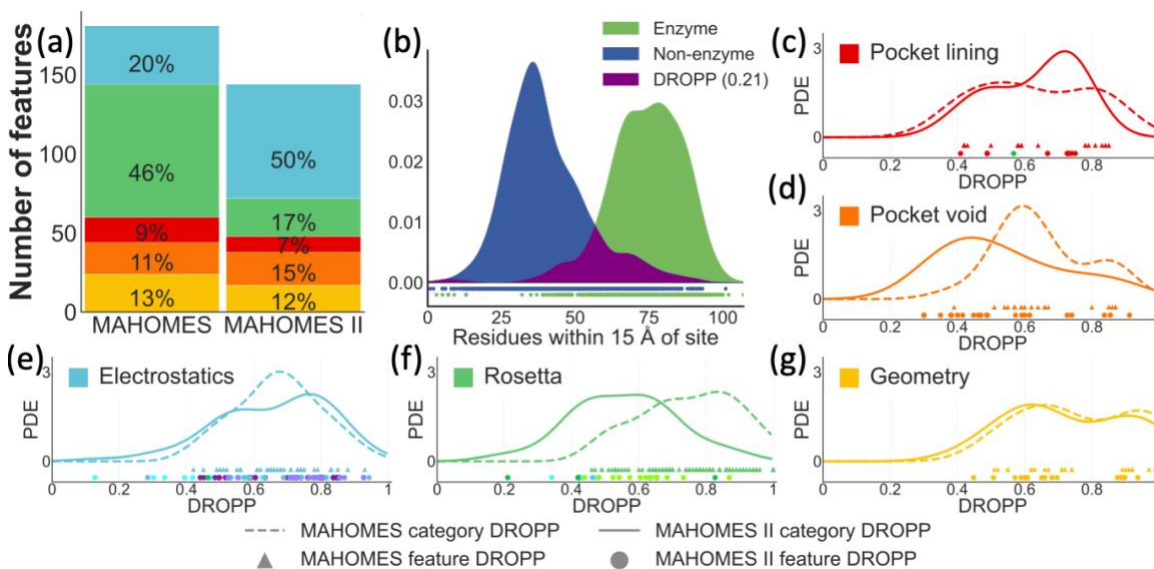 (a)
Number of features
150
100
50
0
20%
46%
9%
11%
13%
50%
17%
7%
15%
12%
MAHOMES
MAHOMES II
(b)
Enzyme
Non-enzyme
DROPP (0.21)
0.03
0.02
0.01
0.00
0 25 50 75 100
Residues within 15 Å of site
(c)
Pocket lining
PDE
3
0
0 0.2 0.4 0.6 0.8
DROPP
(d)
Pocket void
PDE
3
0
0 0.2 0.4 0.6 0.8
DROPP
(e)
Electrostatics
PDE
3
0
0 0.2 0.4 0.6 0.8 1
DROPP
(f)
Rosetta
PDE
3
0
0 0.2 0.4 0.6 0.8 1
DROPP
(g)
Geometry
PDE
3
0
0 0.2 0.4 0.6 0.8
DROPP
MAHOMES category DROPP
MAHOMES II category DROPP
MAHOMES feature DROPP
MAHOMES II feature DROPP